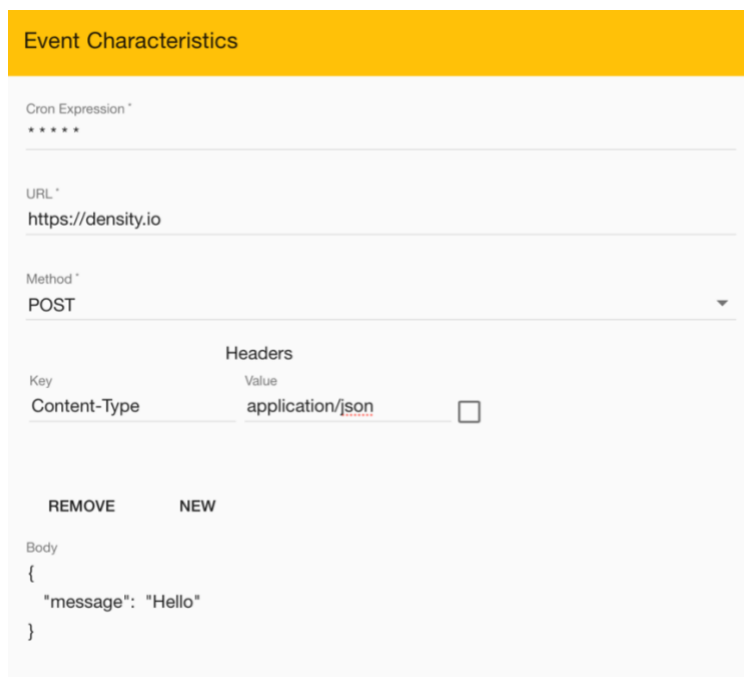 Event Characteristics
Cron Expression *
* * * * *
URL *
https://density.io
Method *
POST
Headers
Key Value
Content-Type application/json
REMOVE NEW
Body
{
"message": "Hello"
}